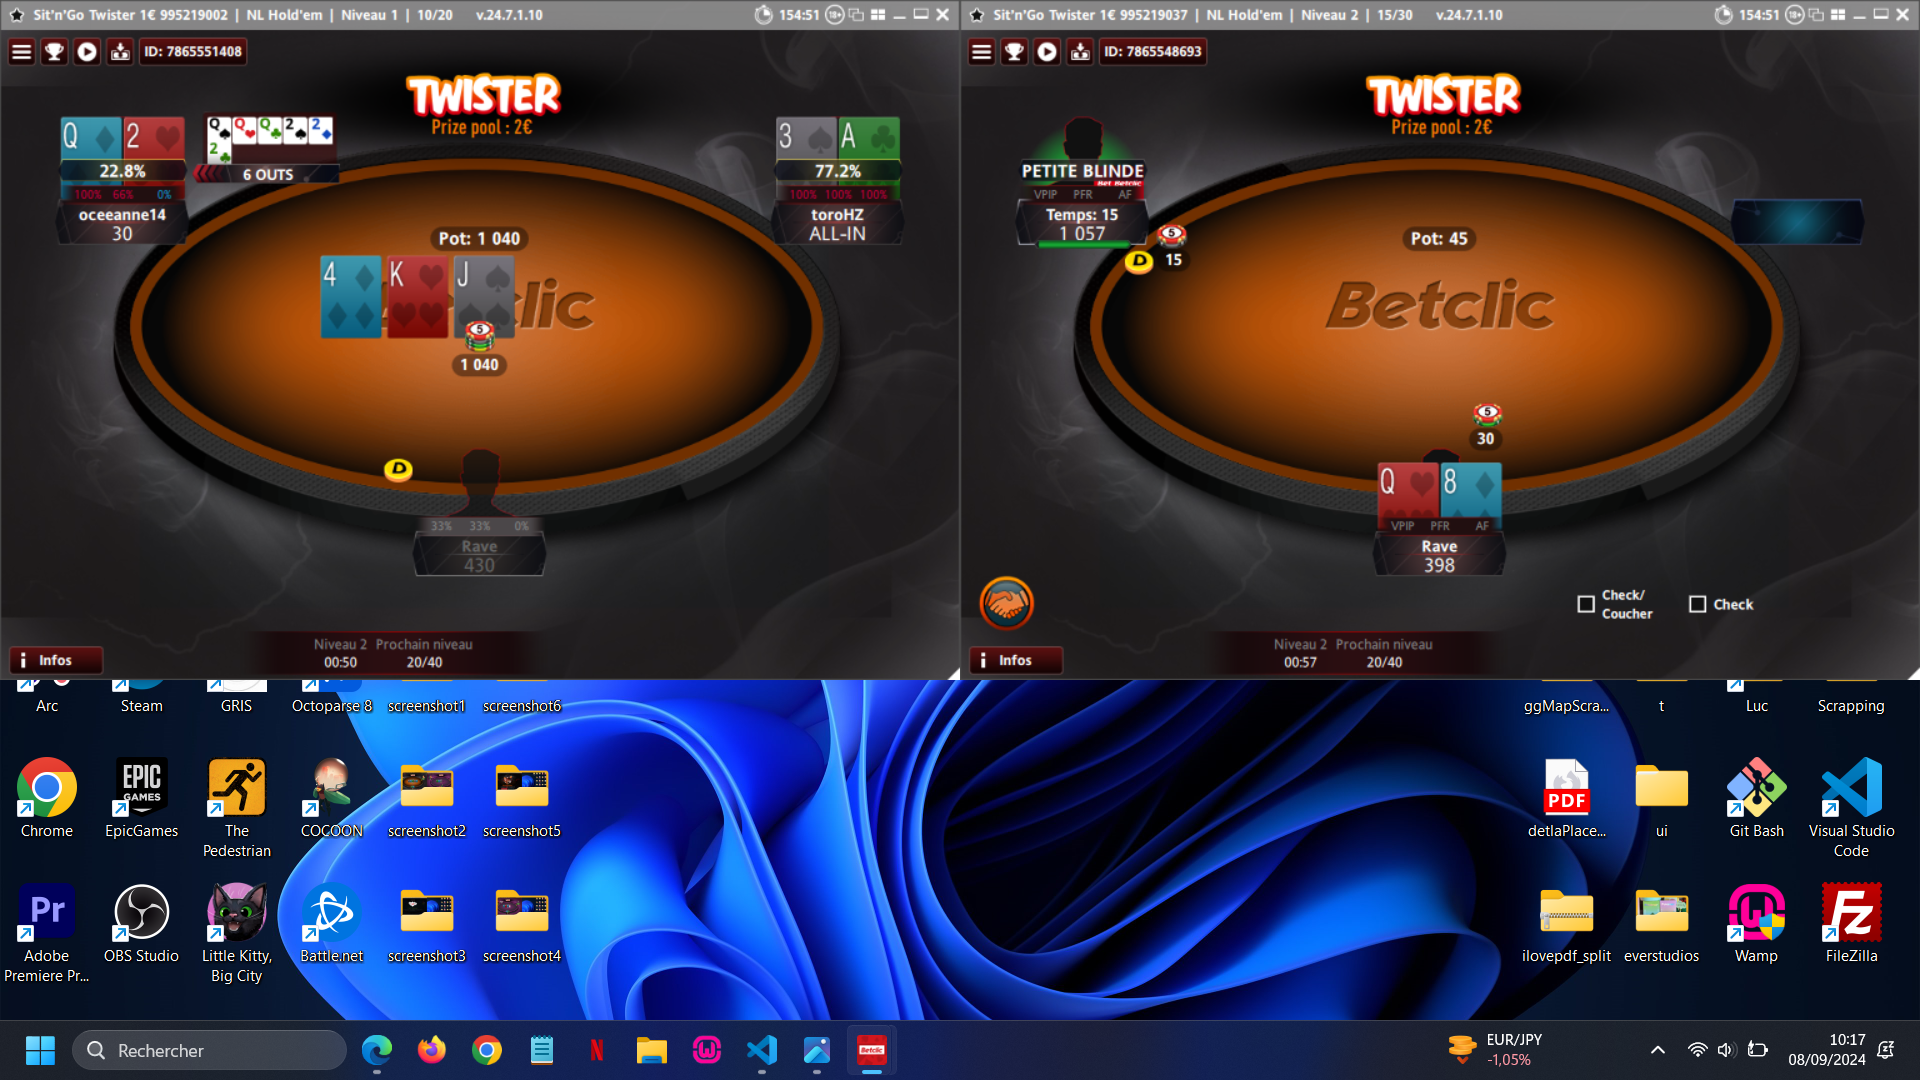 Sit'n'Go Twister 1€ 995219002 | NL Hold'em | Niveau 1 | 10/20 v.24.7.1.10
154:51 18+
ID: 7865551408
TWISTER
Prize pool : 2€
Q 2
Q Q Q 2 2
2
22.8%
6 OUTS
100% 66% 0%
oceeanne14
30
3 A
77.2%
100% 100% 100%
toroHZ
ALL-IN
Pot: 1 040
4 K J
lic
5
1 040
D
33% 33% 0%
Rave
430
Niveau 2 Prochain niveau
00:50 20/40
i Infos
Sit'n'Go Twister 1€ 995219037 | NL Hold'em | Niveau 2 | 15/30 v.24.7.1.10
154:51 18+
ID: 7865548693
TWISTER
Prize pool : 2€
PETITE BLINDE
Bet Betclic
VPIP PFR AF
Temps: 15
1 057
5
D 15
Pot: 45
Betclic
5
30
Q 8
VPIP PFR AF
Rave
398
Check/
Coucher
Check
Niveau 2 Prochain niveau
00:57 20/40
i Infos
Arc
Steam
GRIS
Octoparse 8
screenshot1
screenshot6
ggMapScra...
t
Luc
Scrapping
EPIC
GAMES
PDF
Chrome
EpicGames
The
Pedestrian
COCOON
screenshot2
screenshot5
detlaPlace...
ui
Git Bash
Visual Studio
Code
Pr
Fz
Adobe
Premiere Pr...
OBS Studio
Little Kitty,
Big City
Battle.net
screenshot3
screenshot4
ilovepdf_split
everstudios
Wamp
FileZilla
Rechercher
N
Betclic
EUR/JPY
-1,05%
10:17
08/09/2024